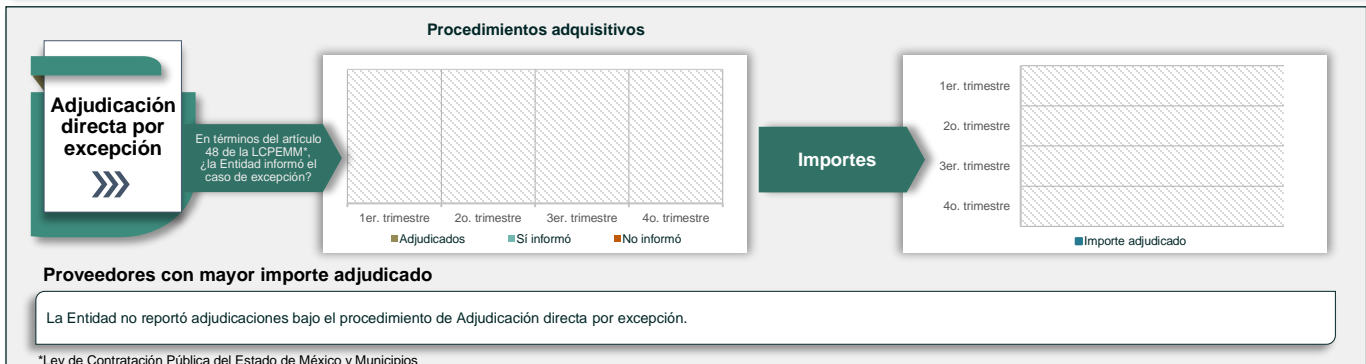 Procedimientos adquisitivos
Adjudicación
directa por
excepción
En términos del artículo
48 de la LCPEMM*,
¿la Entidad informó el
caso de excepción?
1er. trimestre 2o. trimestre 3er. trimestre 4o. trimestre
Adjudicados Sí informó No informó
Importes
1er. trimestre
2o. trimestre
3er. trimestre
4o. trimestre
Importe adjudicado
Proveedores con mayor importe adjudicado
La Entidad no reportó adjudicaciones bajo el procedimiento de Adjudicación directa por excepción.
*Ley de Contratación Pública del Estado de México y Municipios